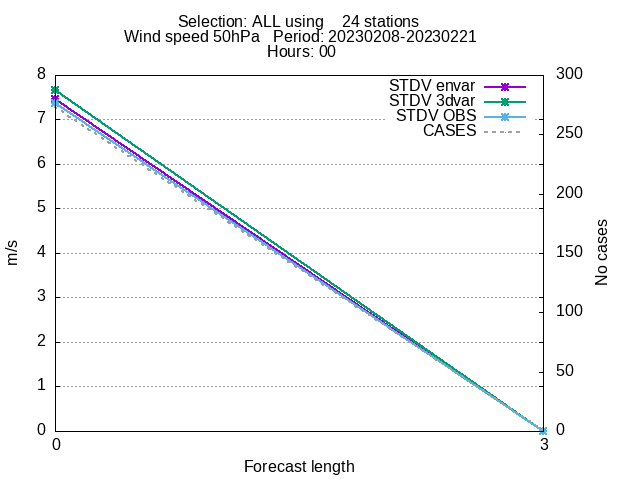 Selection: ALL using    24 stations
Wind speed 50hPa   Period: 20230208-20230221
Hours: 00
8
7
6
5
4
3
2
1
0
300
250
200
150
100
50
0
STDV envar
STDV 3dvar
STDV OBS
CASES
m/s
No cases
0
3
Forecast length